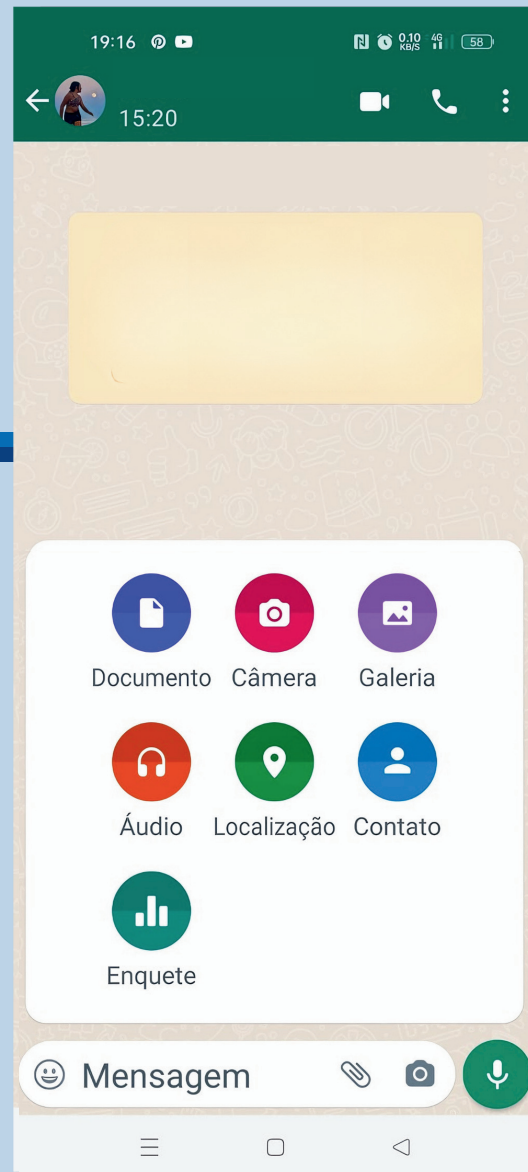 19:16 0.10 KB/S 4G 58
15:20
Documento Câmera Galeria
Áudio Localização Contato
Enquete
Mensagem